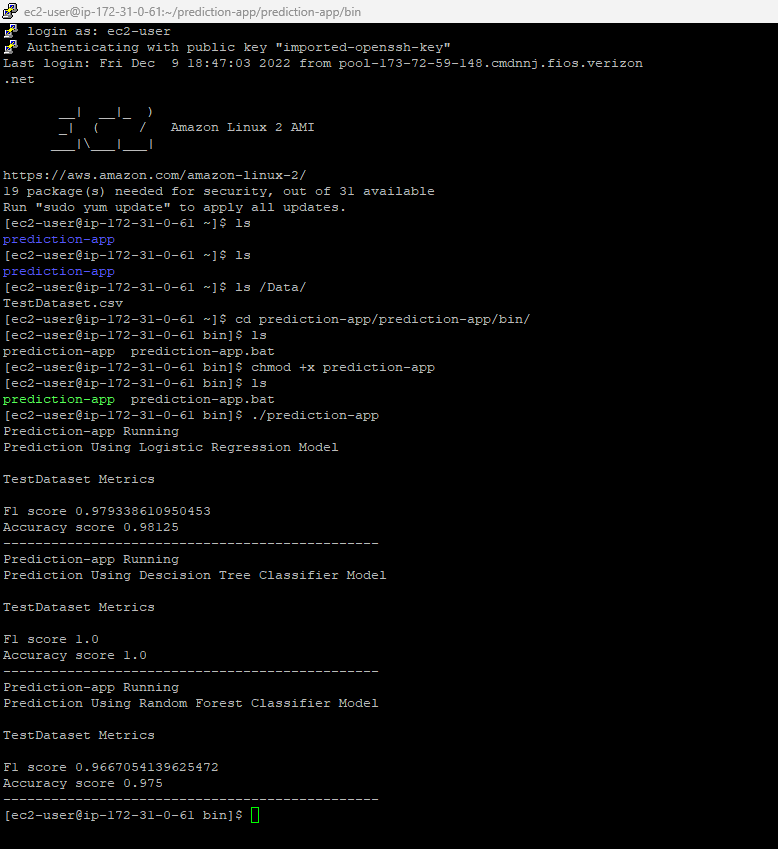 ec2-user@ip-172-31-0-61:~/prediction-app/prediction-app/bin
login as: ec2-user
Authenticating with public key "imported-openssh-key"
Last login: Fri Dec  9 18:47:03 2022 from pool-173-72-59-148.cmdnnj.fios.verizon
.net
       __|  __|_  )
       _|  (     /   Amazon Linux 2 AMI
      ___|\___|___|
https://aws.amazon.com/amazon-linux-2/
19 package(s) needed for security, out of 31 available
Run "sudo yum update" to apply all updates.
[ec2-user@ip-172-31-0-61 ~]$ ls
prediction-app
[ec2-user@ip-172-31-0-61 ~]$ ls
prediction-app
[ec2-user@ip-172-31-0-61 ~]$ ls /Data/
TestDataset.csv
[ec2-user@ip-172-31-0-61 ~]$ cd prediction-app/prediction-app/bin/
[ec2-user@ip-172-31-0-61 bin]$ ls
prediction-app  prediction-app.bat
[ec2-user@ip-172-31-0-61 bin]$ chmod +x prediction-app
[ec2-user@ip-172-31-0-61 bin]$ ls
prediction-app  prediction-app.bat
[ec2-user@ip-172-31-0-61 bin]$ ./prediction-app
Prediction-app Running
Prediction Using Logistic Regression Model
TestDataset Metrics
F1 score 0.979338610950453
Accuracy score 0.98125
-----------------------------------------------
Prediction-app Running
Prediction Using Descision Tree Classifier Model
TestDataset Metrics
F1 score 1.0
Accuracy score 1.0
-----------------------------------------------
Prediction-app Running
Prediction Using Random Forest Classifier Model
TestDataset Metrics
F1 score 0.9667054139625472
Accuracy score 0.975
-----------------------------------------------
[ec2-user@ip-172-31-0-61 bin]$